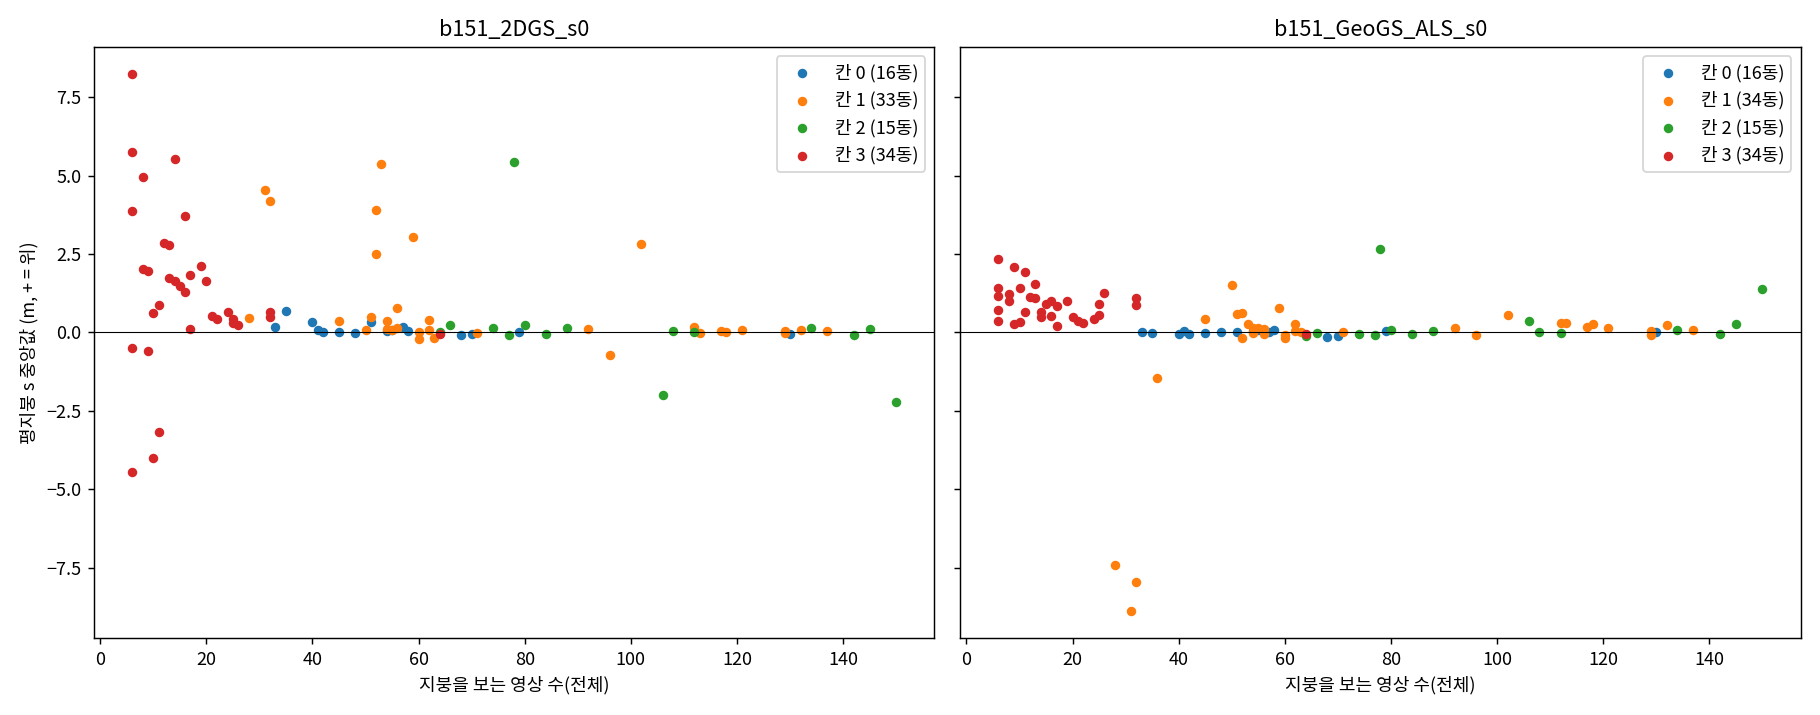 b151_2DGS_s0
b151_GeoGS_ALS_s0
칸 0 (16동)
칸 1 (33동)
칸 2 (15동)
칸 3 (34동)
칸 0 (16동)
칸 1 (34동)
칸 2 (15동)
칸 3 (34동)
평지붕 s 중앙값 (m, + = 위)
7.5
5.0
2.5
0.0
−2.5
−5.0
−7.5
0 20 40 60 80 100 120 140
0 20 40 60 80 100 120 140
지붕을 보는 영상 수(전체)
지붕을 보는 영상 수(전체)